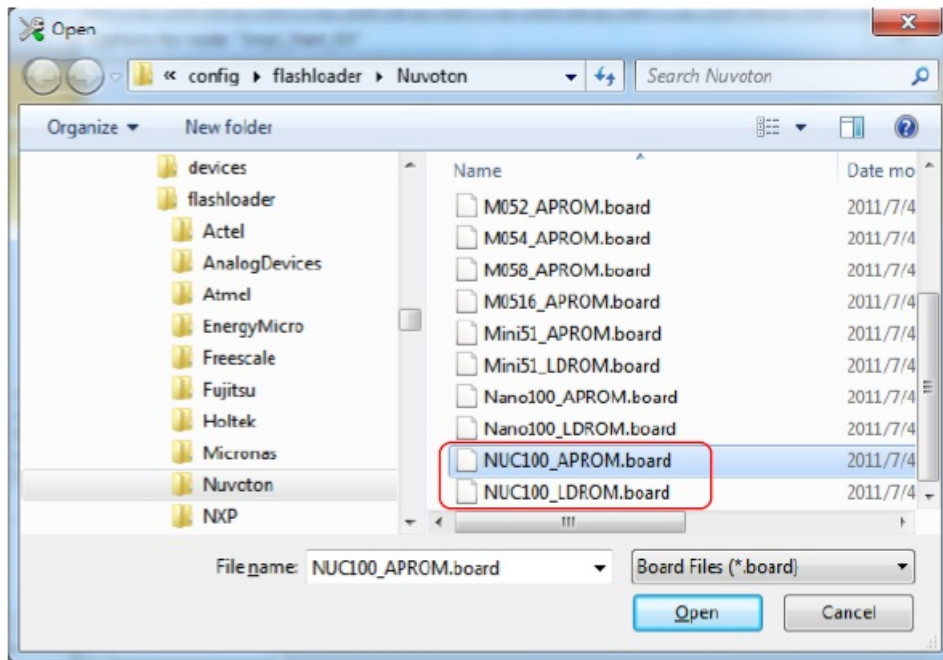 Open
« config ▸ flashloader ▸ Nuvoton
Search Nuvoton
Organize
New folder
devices
flashloader
Actel
AnalogDevices
Atmel
EnergyMicro
Freescale
Fujitsu
Holtek
Micronas
Nuvoton
NXP
Name Date mo
M052_APROM.board 2011/7/4
M054_APROM.board 2011/7/4
M058_APROM.board 2011/7/4
M0516_APROM.board 2011/7/4
Mini51_APROM.board 2011/7/4
Mini51_LDROM.board 2011/7/4
Nano100_APROM.board 2011/7/4
Nano100_LDROM.board 2011/7/4
NUC100_APROM.board 2011/7/4
NUC100_LDROM.board 2011/7/4
File name: NUC100_APROM.board Board Files (*.board)
Open Cancel